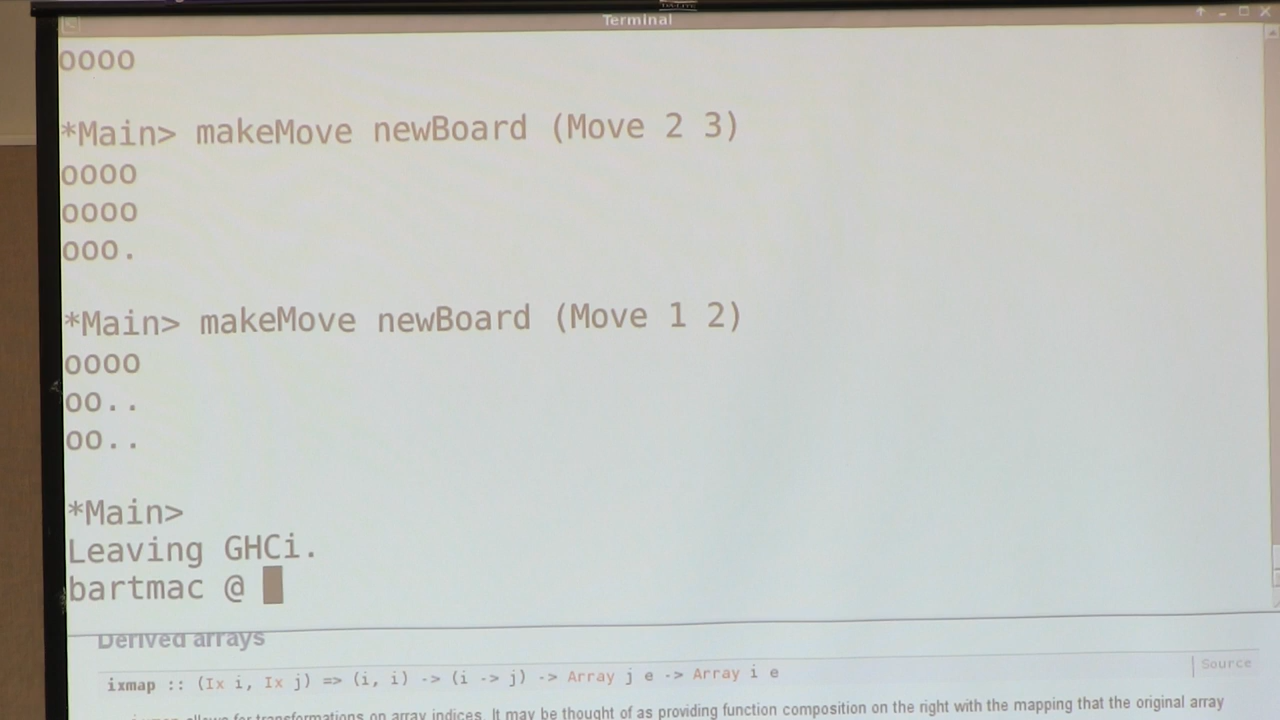 Terminal
OOOO
*Main> makeMove newBoard (Move 2 3)
OOOO
OOOO
OOO.
*Main> makeMove newBoard (Move 1 2)
OOOO
OO..
OO..
*Main>
Leaving GHCi.
bartmac @
Derived arrays
ixmap :: (Ix i, Ix j) => (i, i) -> (i -> j) -> Array j e -> Array i e
Source
allows for transformations on array indices. It may be thought of as providing function composition on the right with the mapping that the original array